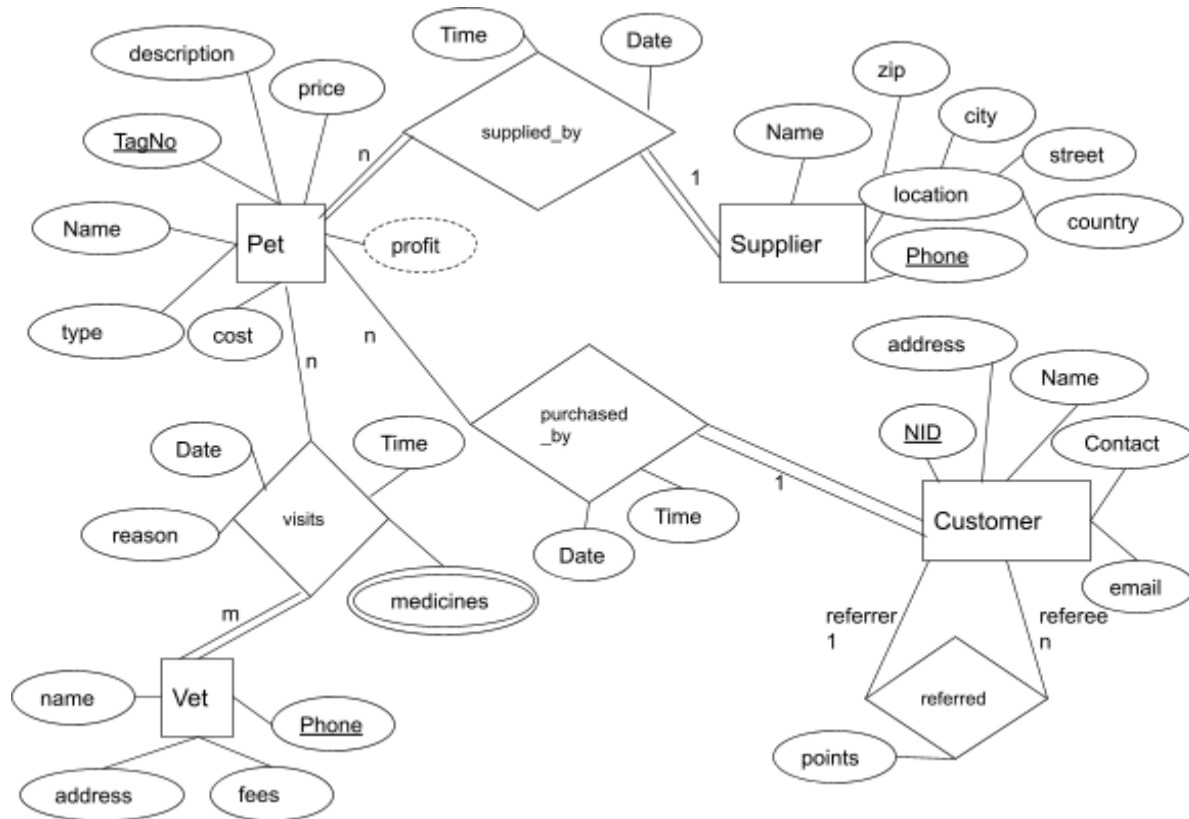 Time
Date
description
zip
price
city
Name
supplied_by
TagNo
n
street
1
location
country
Name
Pet
profit
Supplier
Phone
type
cost
address
n
n
Name
purchased
_by
Date
Time
NID
Contact
1
visits
Time
Customer
reason
Date
medicines
email
m
referrer
1
referee
n
name
Vet
Phone
referred
points
address
fees